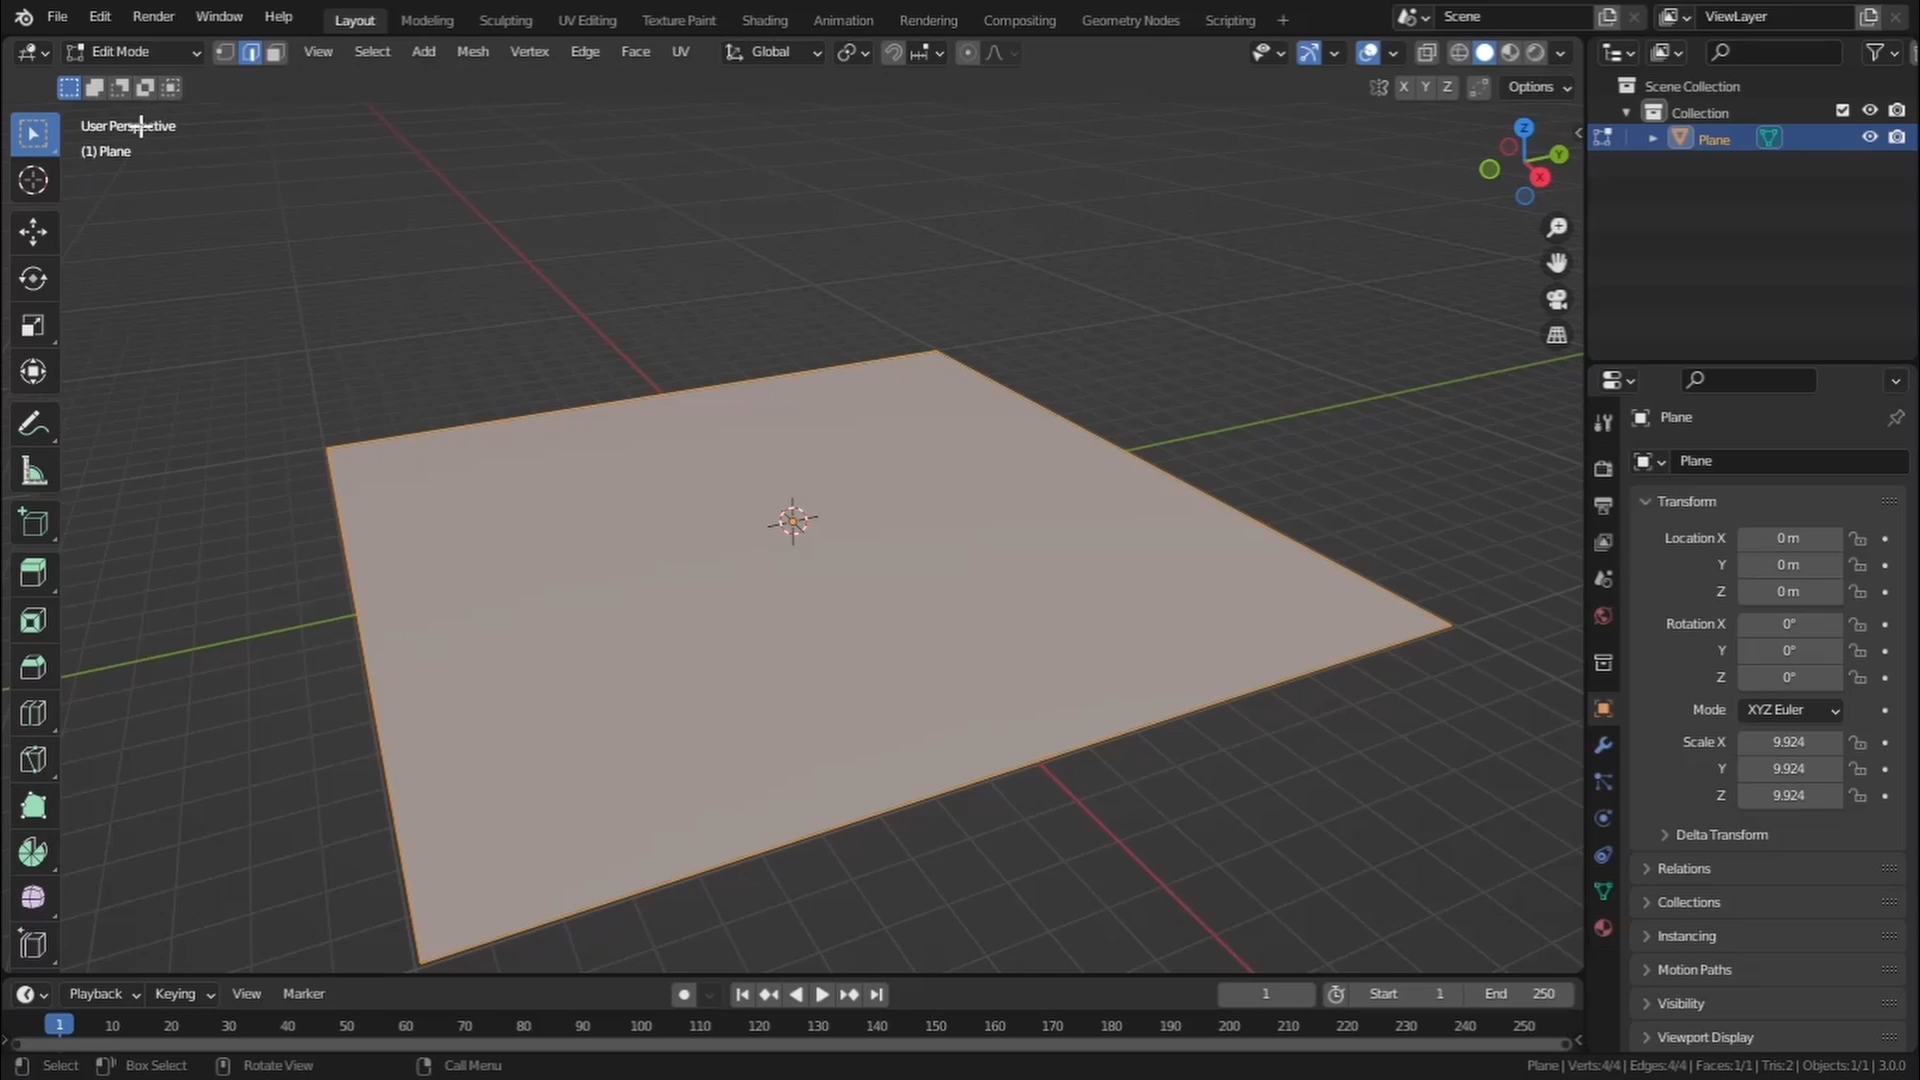 File Edit Render Window Help Layout Modeling Sculpting UV Editing Texture Paint Shading Animation Rendering Compositing Geometry Nodes Scripting + Scene ViewLayer
Edit Mode View Select Add Mesh Vertex Edge Face UV Global
X Y Z Options
User Perspective
(1) Plane
Z
Y
X
Scene Collection
Collection
Plane
Plane
Plane
Transform
Location X 0 m
Y 0 m
Z 0 m
Rotation X 0°
Y 0°
Z 0°
Mode XYZ Euler
Scale X 9.924
Y 9.924
Z 9.924
Delta Transform
Relations
Collections
Instancing
Motion Paths
Visibility
Viewport Display
Playback Keying View Marker 1 Start 1 End 250
1 10 20 30 40 50 60 70 80 90 100 110 120 130 140 150 160 170 180 190 200 210 220 230 240 250
Select Box Select Rotate View Call Menu Plane | Verts:4/4 | Edges:4/4 | Faces:1/1 | Tris:2 | Objects:1/1 | 3.0.0